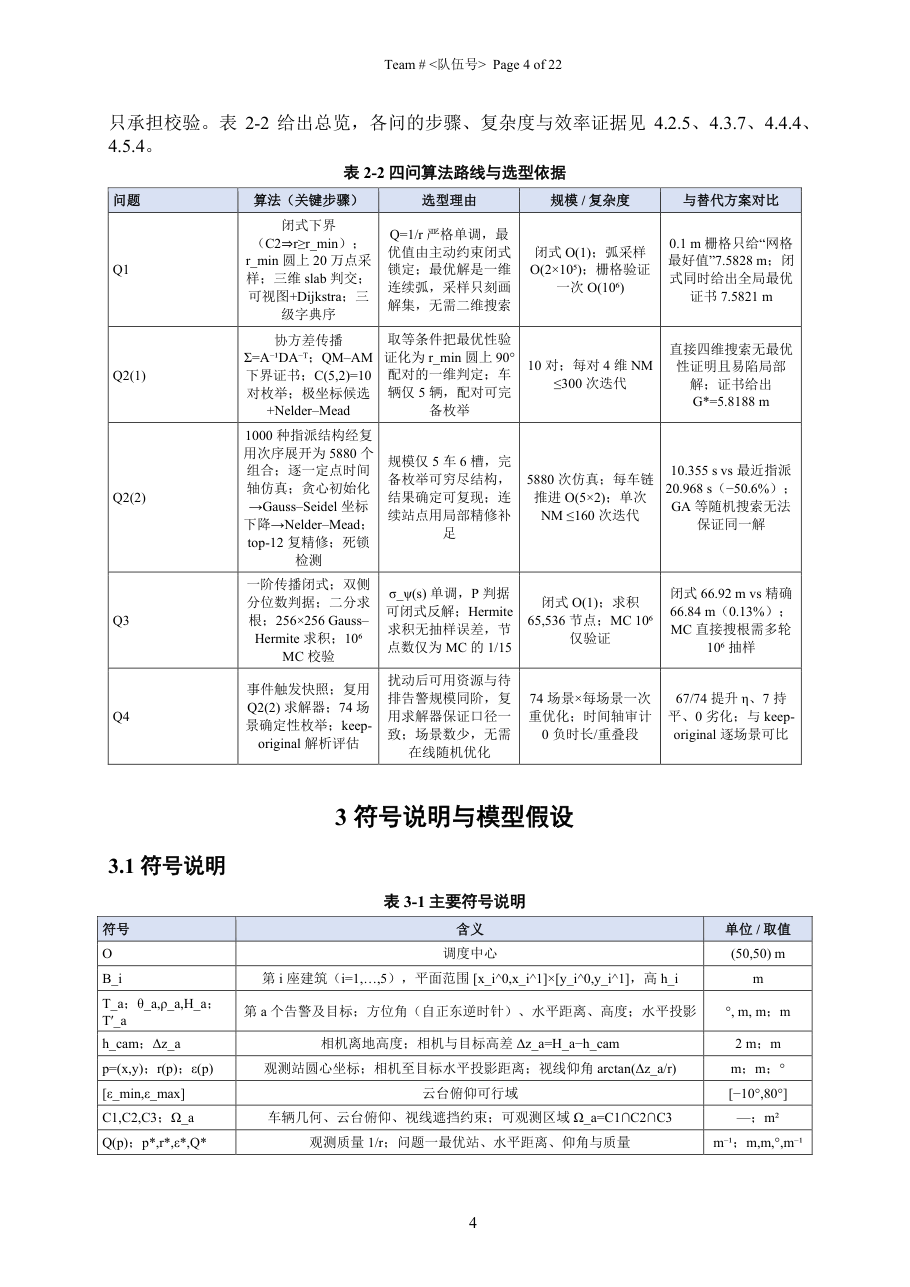 Team # <队伍号> Page 4 of 22
只承担校验。表 2-2 给出总览，各问的步骤、复杂度与效率证据见 4.2.5、4.3.7、4.4.4、
4.5.4。
表 2-2 四问算法路线与选型依据
问题 算法（关键步骤） 选型理由 规模 / 复杂度 与替代方案对比
Q1
闭式下界
（C2⇒r≥r_min）；
r_min 圆上 20 万点采
样；三维 slab 判交；
可视图+Dijkstra；三
级字典序
Q=1/r 严格单调，最
优值由主动约束闭式
锁定；最优解是一维
连续弧，采样只刻画
解集，无需二维搜索
闭式 O(1)；弧采样
O(2×10⁵)；栅格验证
一次 O(10⁶)
0.1 m 栅格只给“网格
最好值”7.5828 m；闭
式同时给出全局最优
证书 7.5821 m
Q2(1)
协方差传播
Σ=A⁻¹DA⁻ᵀ；QM–AM
下界证书；C(5,2)=10
对枚举；极坐标候选
+Nelder–Mead
取等条件把最优性验
证化为 r_min 圆上 90°
配对的一维判定；车
辆仅 5 辆，配对可完
备枚举
10 对；每对 4 维 NM
≤300 次迭代
直接四维搜索无最优
性证明且易陷局部
解；证书给出
G*=5.8188 m
Q2(2)
1000 种指派结构经复
用次序展开为 5880 个
组合；逐一定点时间
轴仿真；贪心初始化
→Gauss–Seidel 坐标
下降→Nelder–Mead；
top-12 复精修；死锁
检测
规模仅 5 车 6 槽，完
备枚举可穷尽结构，
结果确定可复现；连
续站点用局部精修补
足
5880 次仿真；每车链
推进 O(5×2)；单次
NM ≤160 次迭代
10.355 s vs 最近指派
20.968 s（−50.6%）；
GA 等随机搜索无法
保证同一解
Q3
一阶传播闭式；双侧
分位数判据；二分求
根；256×256 Gauss–
Hermite 求积；10⁶
MC 校验
σ_ψ(s) 单调，P 判据
可闭式反解；Hermite
求积无抽样误差，节
点数仅为 MC 的 1/15
闭式 O(1)；求积
65,536 节点；MC 10⁶
仅验证
闭式 66.92 m vs 精确
66.84 m（0.13%）；
MC 直接搜根需多轮
10⁶ 抽样
Q4
事件触发快照；复用
Q2(2) 求解器；74 场
景确定性枚举；keep-
original 解析评估
扰动后可用资源与待
排告警规模同阶，复
用求解器保证口径一
致；场景数少，无需
在线随机优化
74 场景×每场景一次
重优化；时间轴审计
0 负时长/重叠段
67/74 提升 η、7 持
平、0 劣化；与 keep-
original 逐场景可比
3 符号说明与模型假设
3.1 符号说明
表 3-1 主要符号说明
符号 含义 单位 / 取值
O 调度中心 (50,50) m
B_i 第 i 座建筑（i=1,…,5），平面范围 [x_i^0,x_i^1]×[y_i^0,y_i^1]，高 h_i m
T_a；θ_a,ρ_a,H_a；
T′_a
第 a 个告警及目标；方位角（自正东逆时针）、水平距离、高度；水平投影 °, m, m；m
h_cam；Δz_a 相机离地高度；相机与目标高差 Δz_a=H_a−h_cam 2 m；m
p=(x,y)；r(p)；ε(p) 观测站圆心坐标；相机至目标水平投影距离；视线仰角 arctan(Δz_a/r) m；m；°
[ε_min,ε_max] 云台俯仰可行域 [−10°,80°]
C1,C2,C3；Ω_a 车辆几何、云台俯仰、视线遮挡约束；可观测区域 Ω_a=C1∩C2∩C3 —；m²
Q(p)；p*,r*,ε*,Q* 观测质量 1/r；问题一最优站、水平距离、仰角与质量 m⁻¹；m,m,°,m⁻¹
4